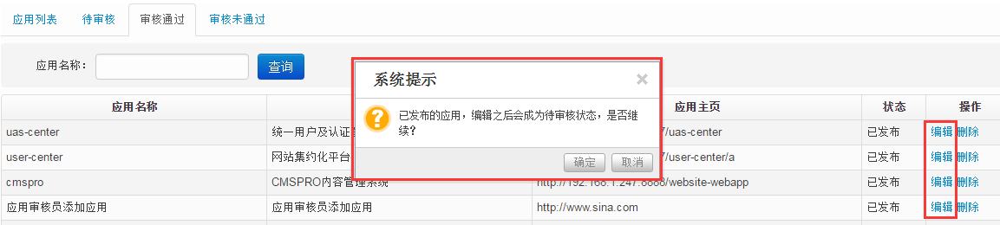 应用列表 待审核 审核通过 审核未通过
应用名称： 查询
系统提示 ×
应用名称 应用主页 状态 操作
已发布的应用，编辑之后会成为待审核状态，是否继
续？
uas-center 统一用户及认证 7/uas-center 已发布 编辑 删除
user-center 网站集约化平台 7/user-center/a 已发布 编辑 删除
确定 取消
cmspro CMSPRO内容管理系统 http://192.168.1.247:8888/website-webapp 已发布 编辑 删除
应用审核员添加应用 应用审核员添加应用 http://www.sina.com 已发布 编辑 删除